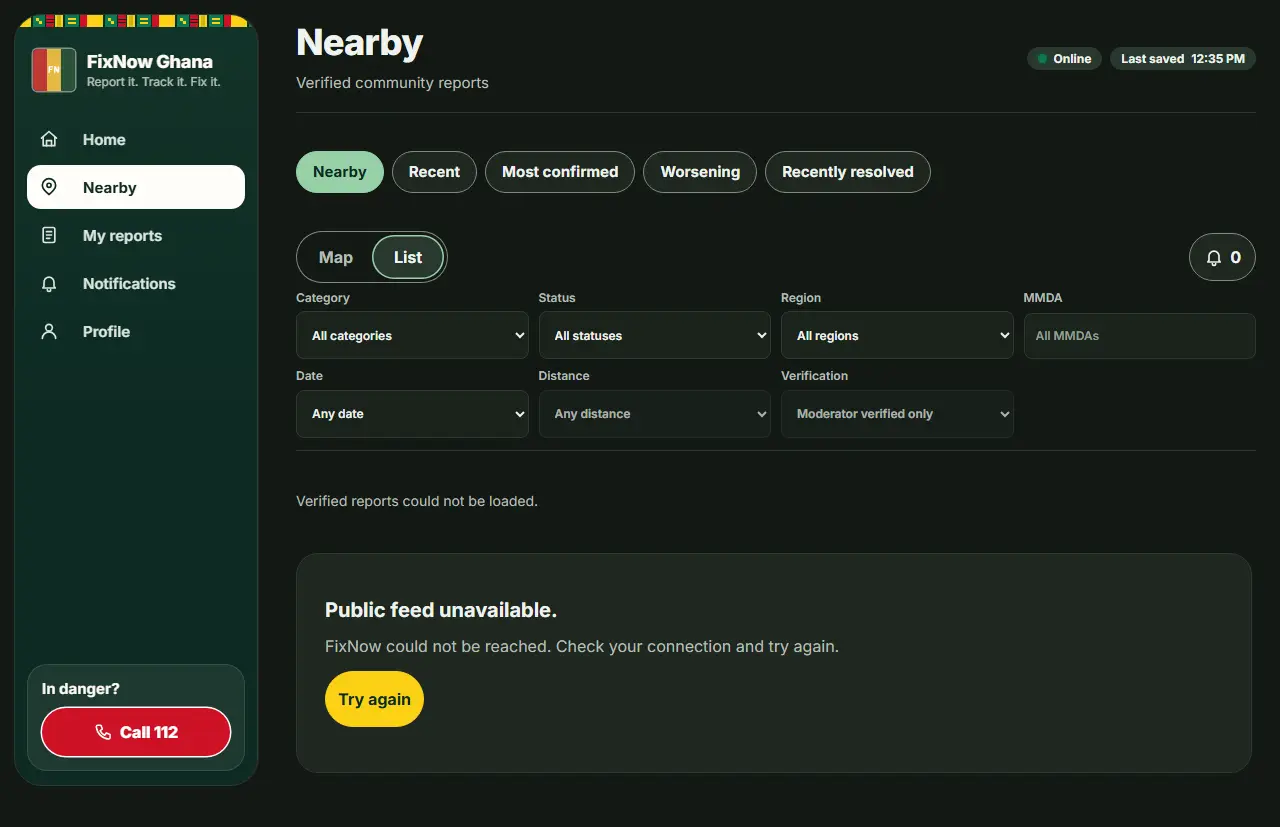 FN
FixNow Ghana
Report it. Track it. Fix it.
Home
Nearby
My reports
Notifications
Profile
In danger?
Call 112
Nearby
Verified community reports
Online
Last saved 12:35 PM
Nearby
Recent
Most confirmed
Worsening
Recently resolved
Map
List
0
Category
Status
Region
MMDA
All categories
All statuses
All regions
All MMDAs
Date
Distance
Verification
Any date
Any distance
Moderator verified only
Verified reports could not be loaded.
Public feed unavailable.
FixNow could not be reached. Check your connection and try again.
Try again